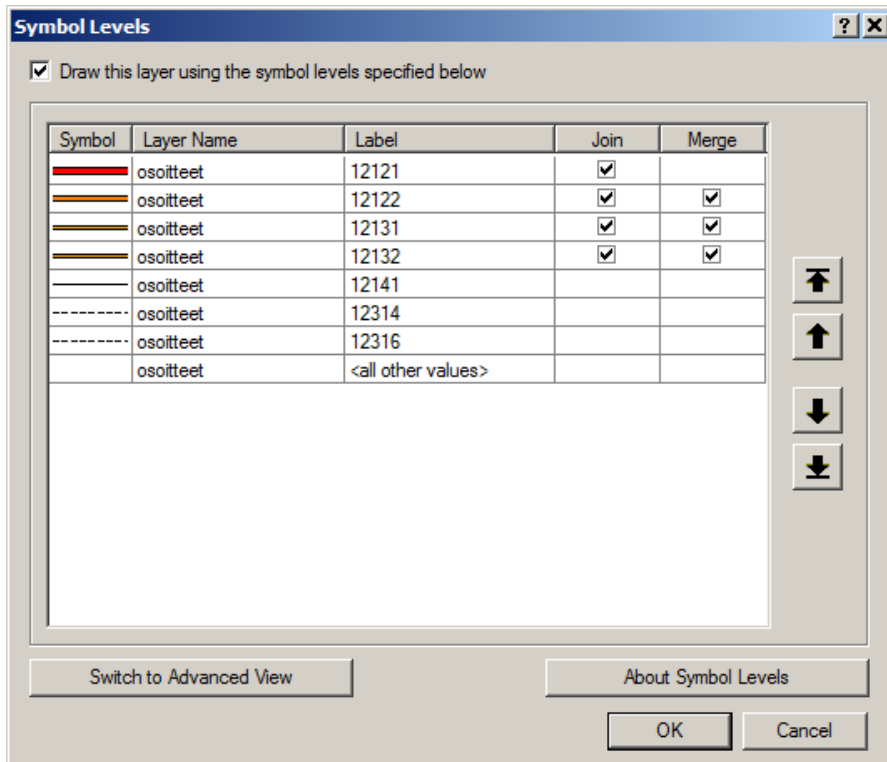 Symbol Levels
Draw this layer using the symbol levels specified below
Symbol Layer Name Label Join Merge
osoitteet 12121
osoitteet 12122
osoitteet 12131
osoitteet 12132
osoitteet 12141
osoitteet 12314
osoitteet 12316
osoitteet <all other values>
Switch to Advanced View About Symbol Levels
OK Cancel